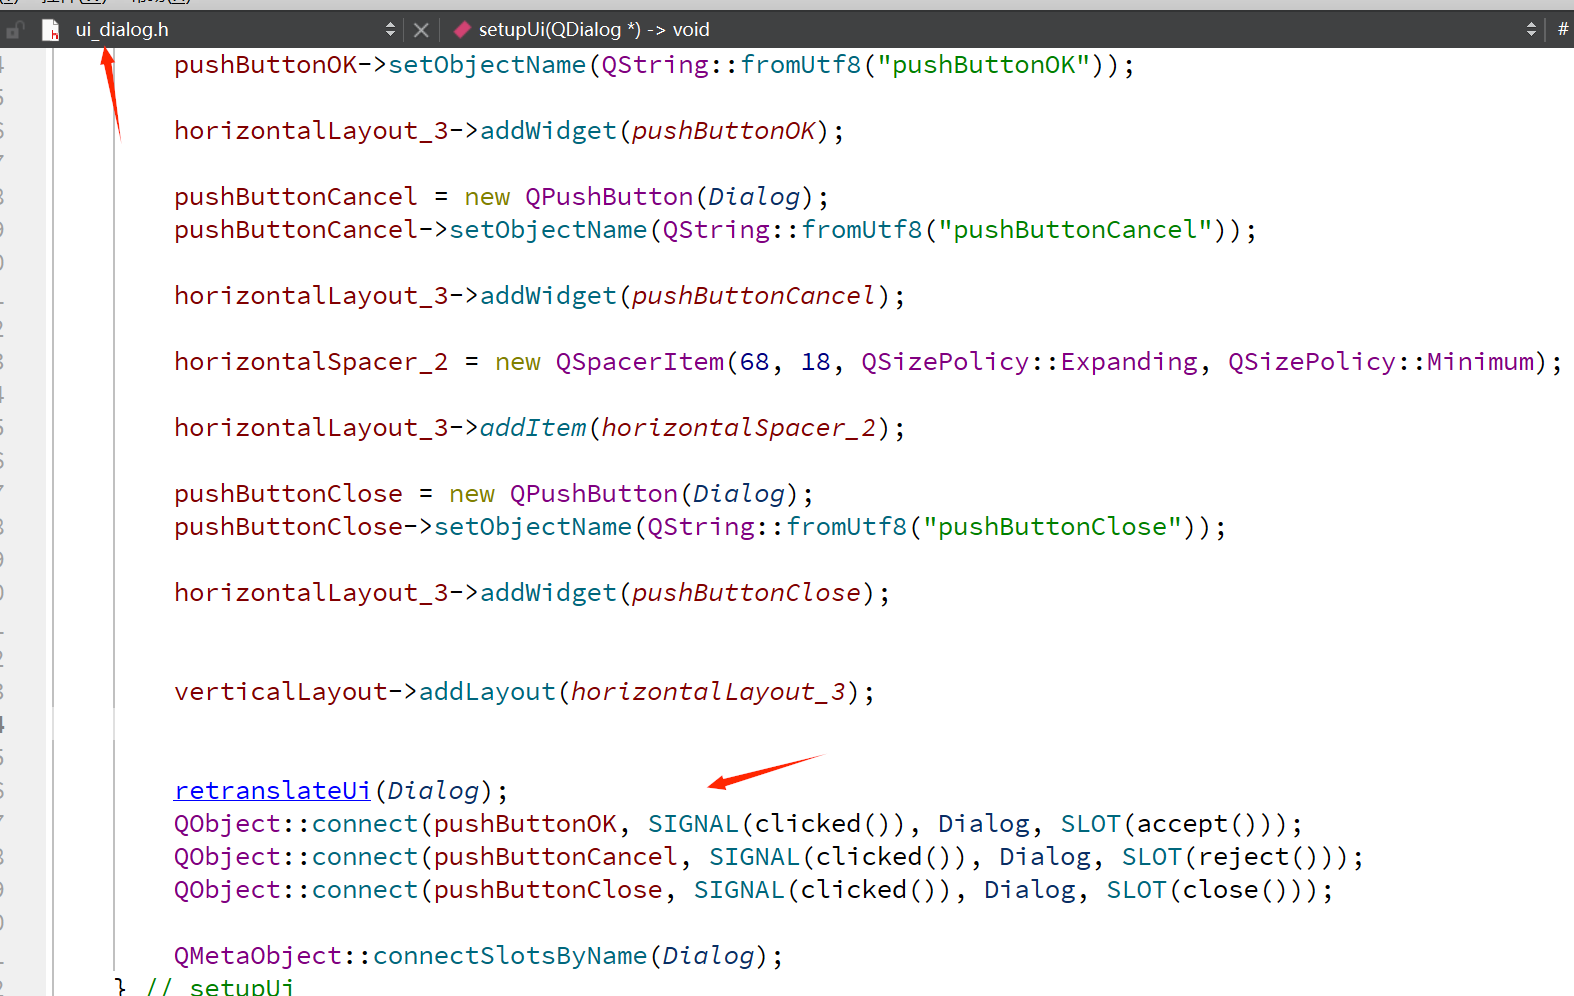 ui_dialog.h setupUi(QDialog *) -> void #
pushButtonOK->setObjectName(QString::fromUtf8("pushButtonOK"));
horizontalLayout_3->addWidget(pushButtonOK);
pushButtonCancel = new QPushButton(Dialog);
pushButtonCancel->setObjectName(QString::fromUtf8("pushButtonCancel"));
horizontalLayout_3->addWidget(pushButtonCancel);
horizontalSpacer_2 = new QSpacerItem(68, 18, QSizePolicy::Expanding, QSizePolicy::Minimum);
horizontalLayout_3->addItem(horizontalSpacer_2);
pushButtonClose = new QPushButton(Dialog);
pushButtonClose->setObjectName(QString::fromUtf8("pushButtonClose"));
horizontalLayout_3->addWidget(pushButtonClose);
verticalLayout->addLayout(horizontalLayout_3);
retranslateUi(Dialog);
QObject::connect(pushButtonOK, SIGNAL(clicked()), Dialog, SLOT(accept()));
QObject::connect(pushButtonCancel, SIGNAL(clicked()), Dialog, SLOT(reject()));
QObject::connect(pushButtonClose, SIGNAL(clicked()), Dialog, SLOT(close()));
QMetaObject::connectSlotsByName(Dialog);
} // setupUi